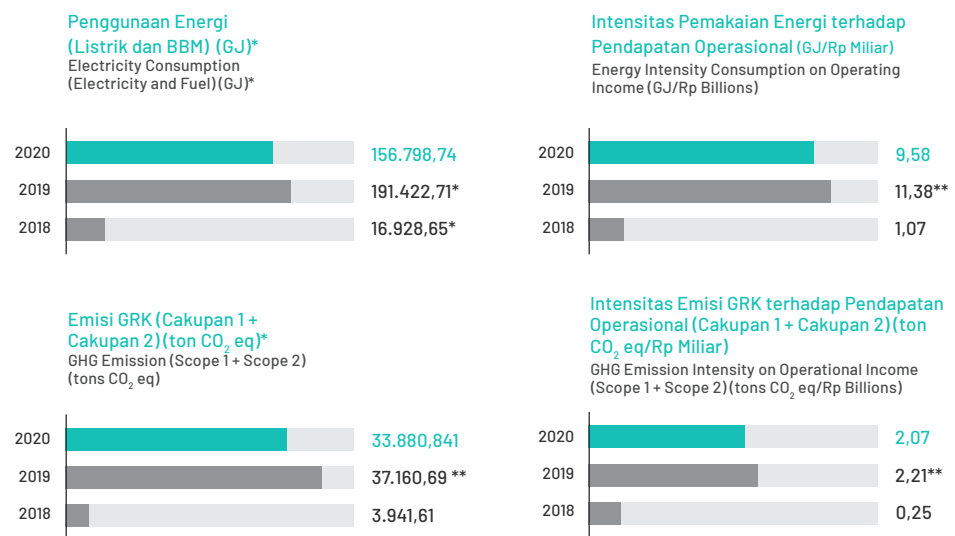 Penggunaan Energi
(Listrik dan BBM) (GJ)*
Electricity Consumption
(Electricity and Fuel) (GJ)*
2020 156.798,74
2019 191.422,71*
2018 16.928,65*
Intensitas Pemakaian Energi terhadap
Pendapatan Operasional (GJ/Rp Miliar)
Energy Intensity Consumption on Operating
Income (GJ/Rp Billions)
2020 9,58
2019 11,38**
2018 1,07
Emisi GRK (Cakupan 1 +
Cakupan 2) (ton CO₂ eq)*
GHG Emission (Scope 1 + Scope 2)
(tons CO₂ eq)
2020 33.880,841
2019 37.160,69 **
2018 3.941,61
Intensitas Emisi GRK terhadap Pendapatan
Operasional (Cakupan 1 + Cakupan 2) (ton
CO₂ eq/Rp Miliar)
GHG Emission Intensity on Operational Income
(Scope 1 + Scope 2) (tons CO₂ eq/Rp Billions)
2020 2,07
2019 2,21**
2018 0,25